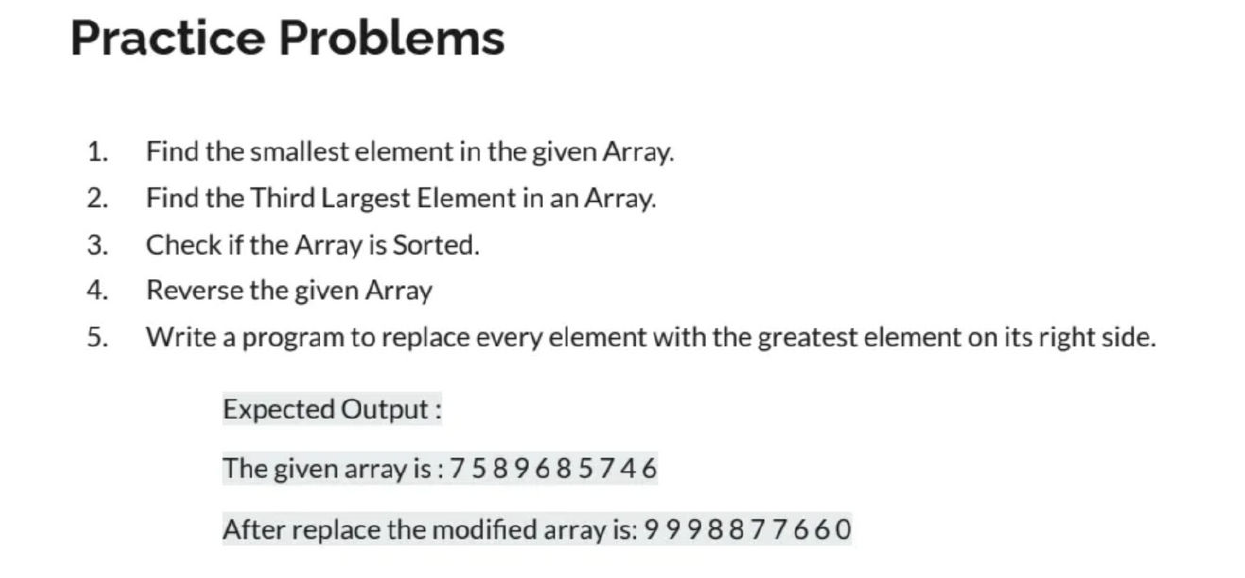 Practice Problems
1. Find the smallest element in the given Array.
2. Find the Third Largest Element in an Array.
3. Check if the Array is Sorted.
4. Reverse the given Array
5. Write a program to replace every element with the greatest element on its right side.
Expected Output :
The given array is : 7 5 8 9 6 8 5 7 4 6
After replace the modified array is: 9 9 9 8 8 7 7 6 6 0